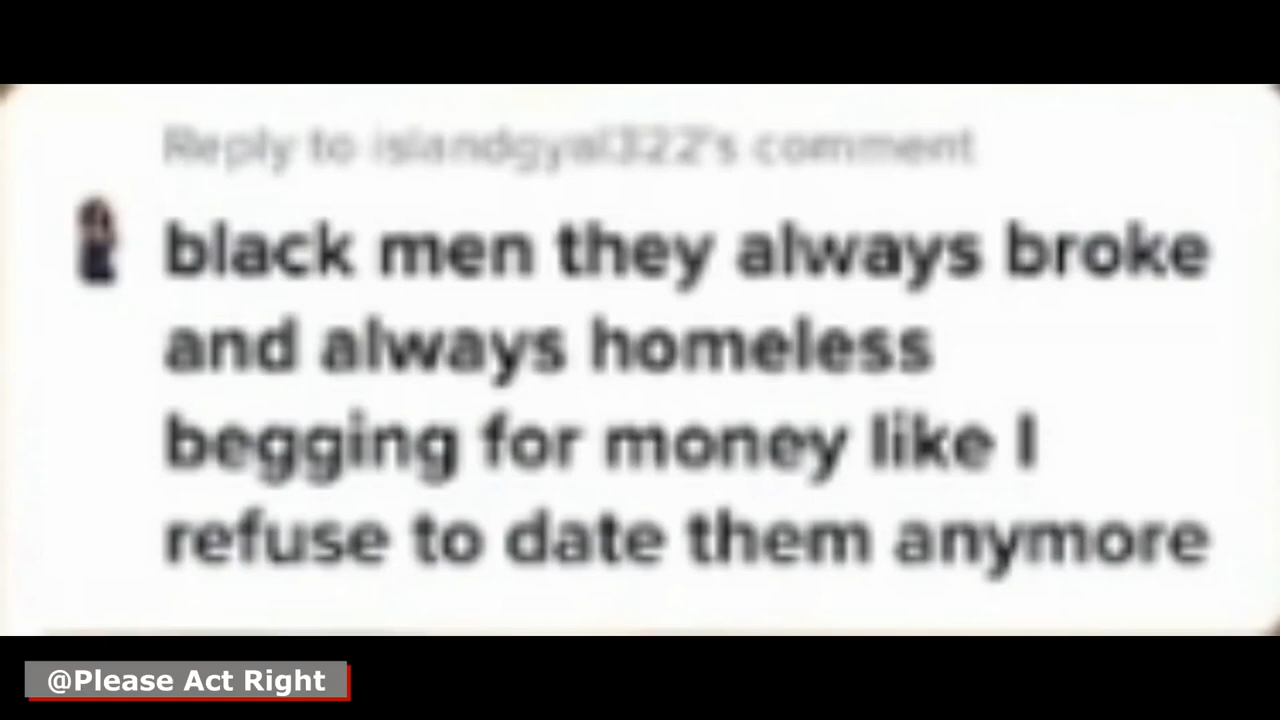 Reply to islandgyal322's comment
black men they always broke
and always homeless
begging for money like I
refuse to date them anymore
@Please Act Right